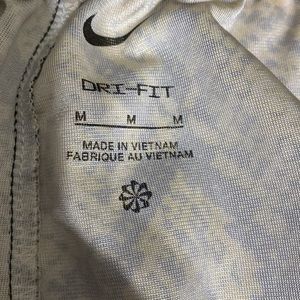 DRI-FIT
M M M
MADE IN VIETNAM
FABRIQUE AU VIETNAM